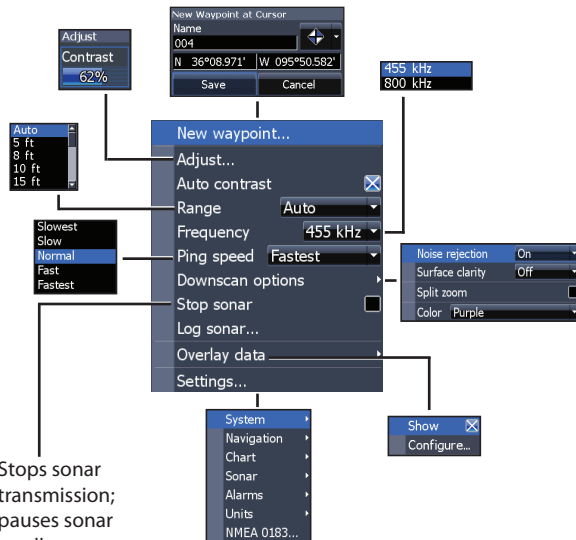 New Waypoint at Cursor
Name
004
N 36°08.971' W 095°50.582'
Save Cancel
Adjust
Contrast
62%
455 kHz
800 kHz
Auto
5 ft
8 ft
10 ft
15 ft
Slowest
Slow
Normal
Fast
Fastest
New waypoint...
Adjust...
Auto contrast
Range Auto
Frequency 455 kHz
Ping speed Fastest
Downscan options
Stop sonar
Log sonar...
Overlay data
Settings...
Noise rejection On
Surface clarity Off
Split zoom
Color Purple
Show
Configure...
System
Navigation
Chart
Sonar
Alarms
Units
NMEA 0183...
Stops sonar
transmission;
pauses sonar